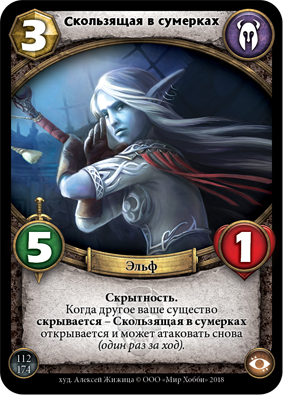 Скользящая в сумерках
3
5
1
Эльф
Скрытность.
Когда другое ваше существо
скрывается – Скользящая в сумерках
открывается и может атаковать снова
(один раз за ход).
112
174
худ. Алексей Жижица © ООО «Мир Хобби» 2018